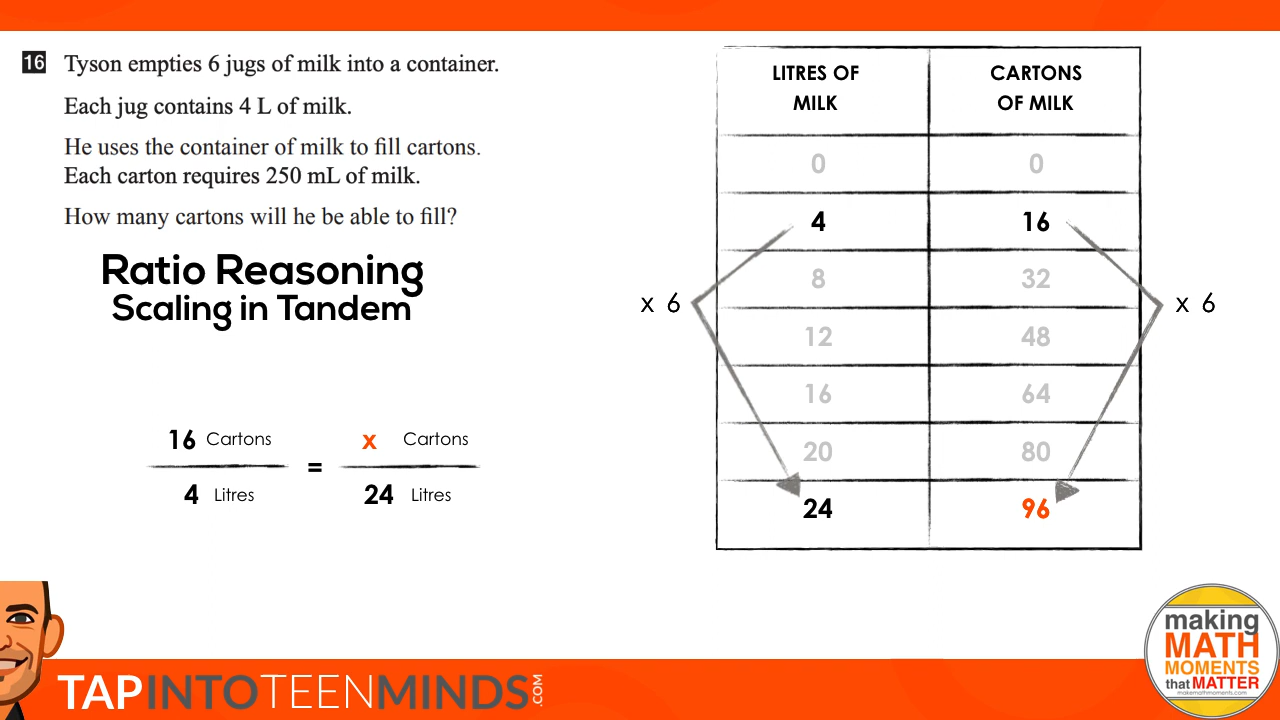 16 Tyson empties 6 jugs of milk into a container.
Each jug contains 4 L of milk.
He uses the container of milk to fill cartons.
Each carton requires 250 mL of milk.
How many cartons will he be able to fill?
Ratio Reasoning
Scaling in Tandem
16 Cartons = x Cartons
4 Litres 24 Litres
LITRES OF MILK CARTONS OF MILK
0 0
4 16
8 32
x 6 x 6
12 48
16 64
20 80
24 96
TAPINTOTEENMINDS.COM
making
MATH
MOMENTS
that MATTER
makemathmoments.com